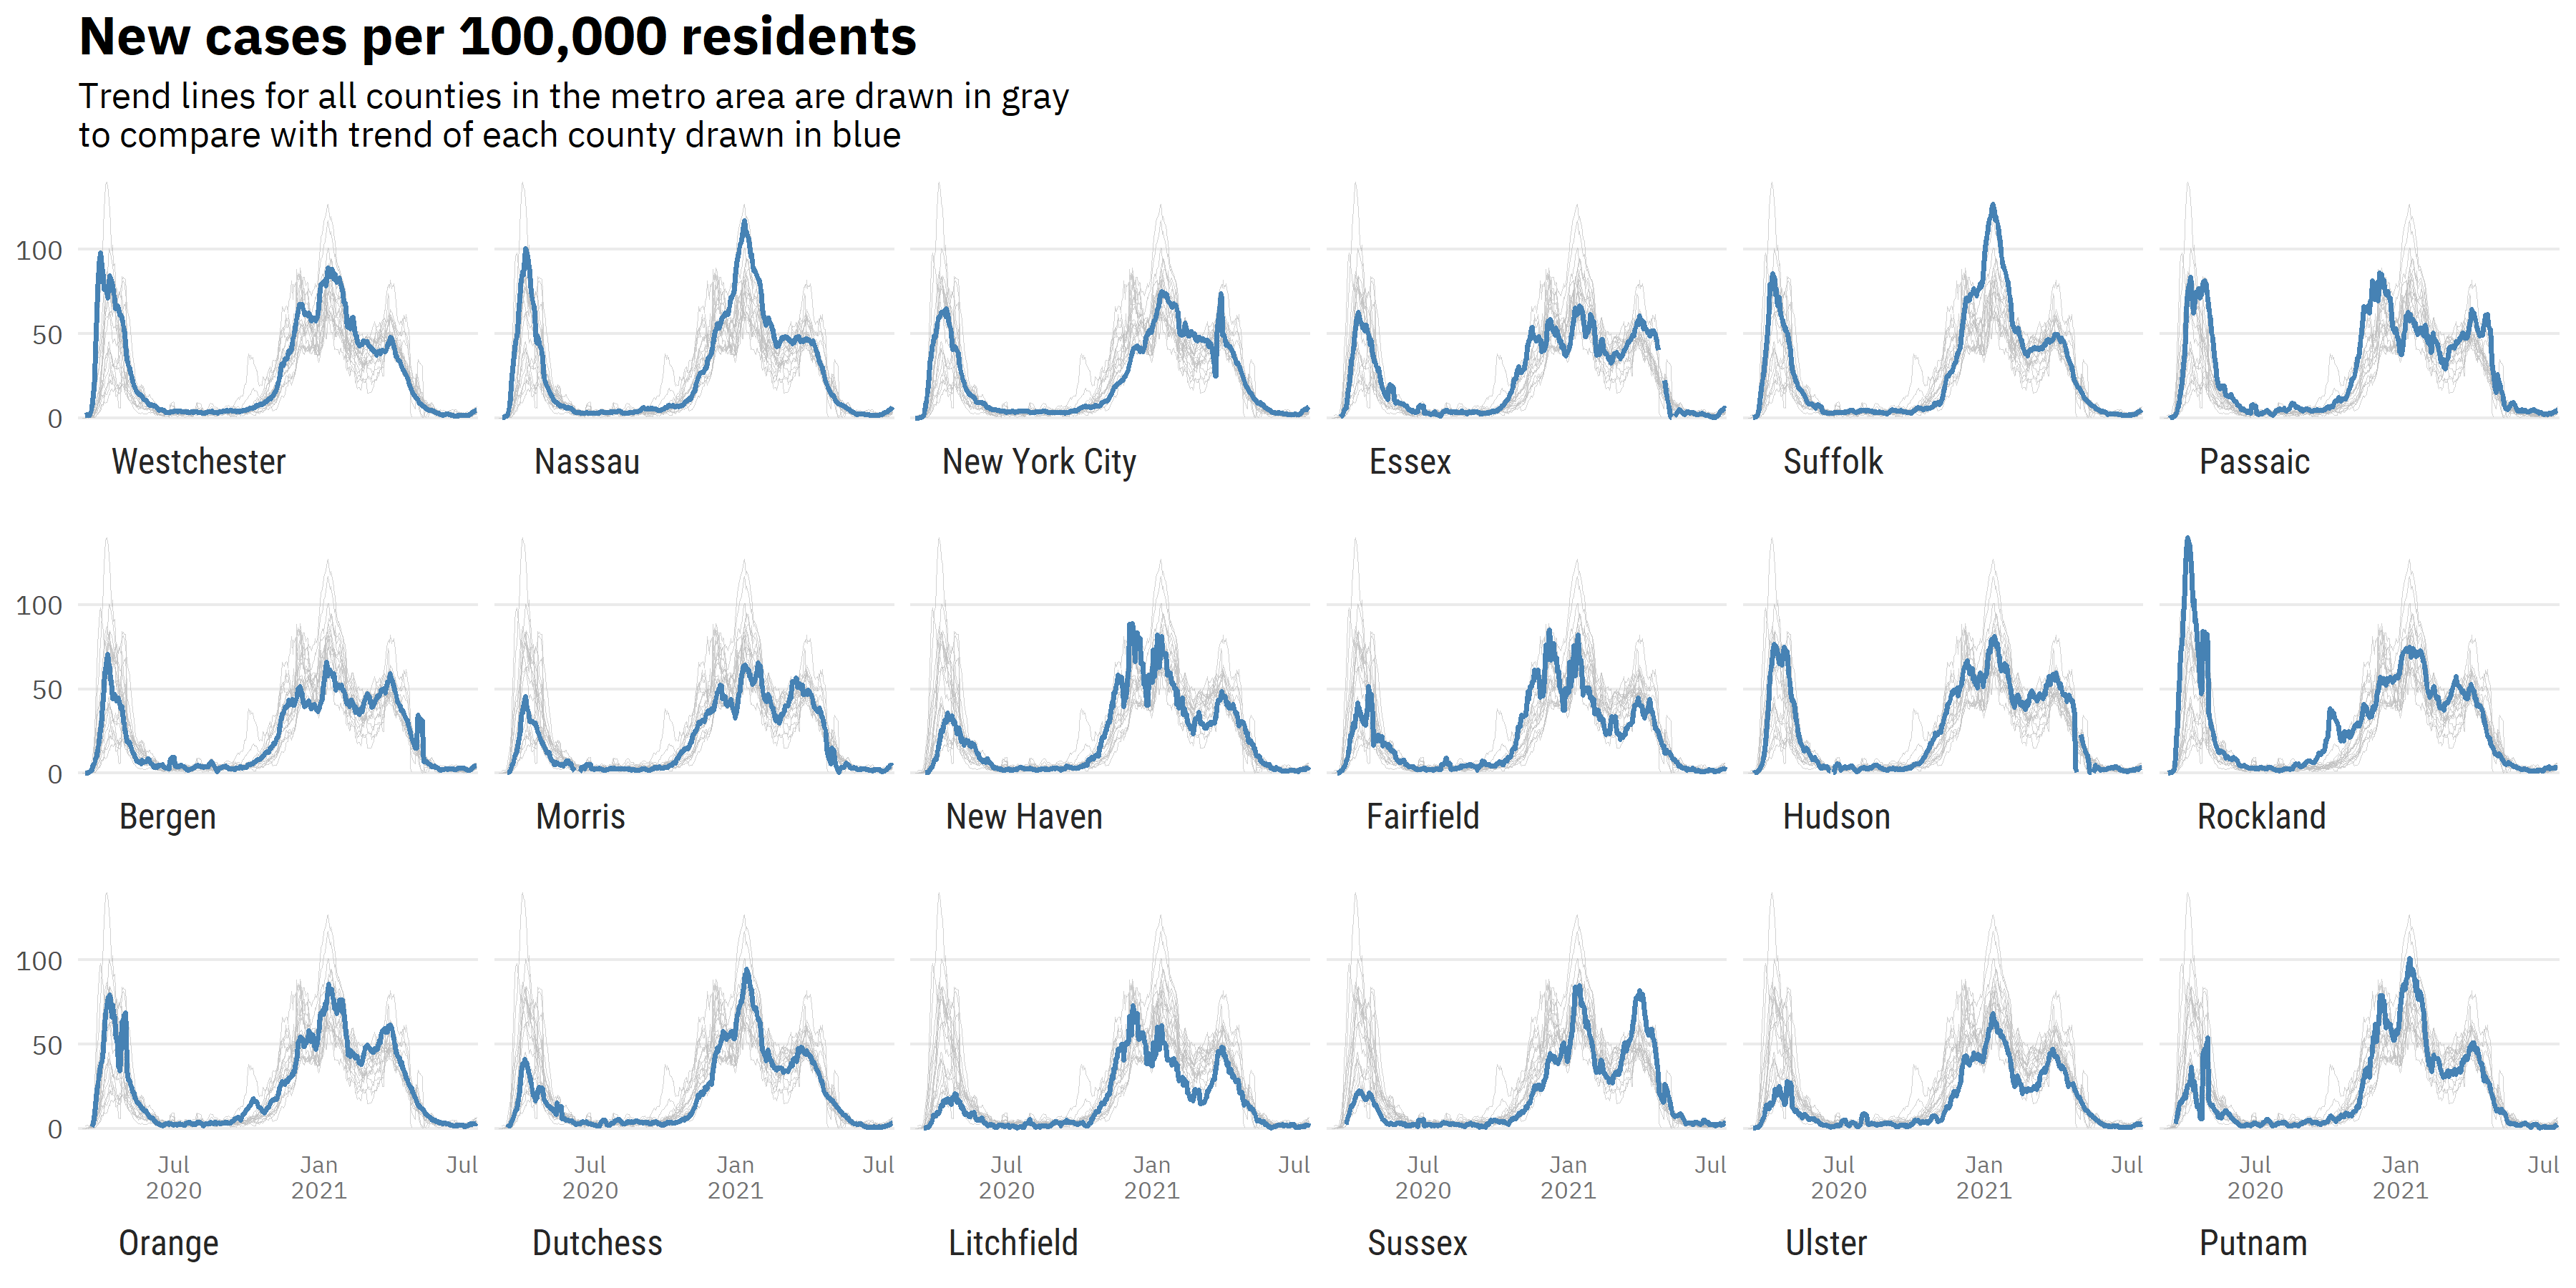 New cases per 100,000 residents
Trend lines for all counties in the metro area are drawn in gray
to compare with trend of each county drawn in blue
100
50
0
Westchester
Nassau
New York City
Essex
Suffolk
Passaic
100
50
0
Bergen
Morris
New Haven
Fairfield
Hudson
Rockland
100
50
0
Jul Jan Jul Jul Jan Jul Jul Jan Jul Jul Jan Jul Jul Jan Jul Jul Jan Jul
2020 2021 2020 2021 2020 2021 2020 2021 2020 2021 2020 2021
Orange
Dutchess
Litchfield
Sussex
Ulster
Putnam